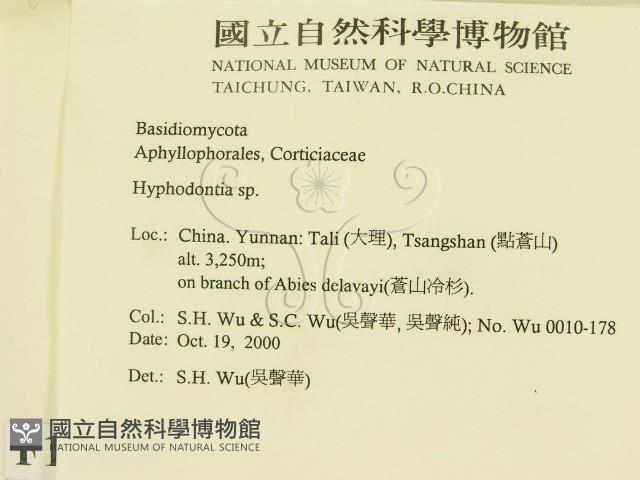 國立自然科學博物館
NATIONAL MUSEUM OF NATURAL SCIENCE
TAICHUNG, TAIWAN, R.O.CHINA
Basidiomycota
Aphyllophorales, Corticiaceae
Hyphodontia sp.
Loc.: China. Yunnan: Tali (大理), Tsangshan (點蒼山)
alt. 3,250m;
on branch of Abies delavayi(蒼山冷杉).
Col.: S.H. Wu & S.C. Wu(吳聲華, 吳聲純); No. Wu 0010-178
Date: Oct. 19, 2000
Det.: S.H. Wu(吳聲華)
國立自然科學博物館
NATIONAL MUSEUM OF NATURAL SCIENCE